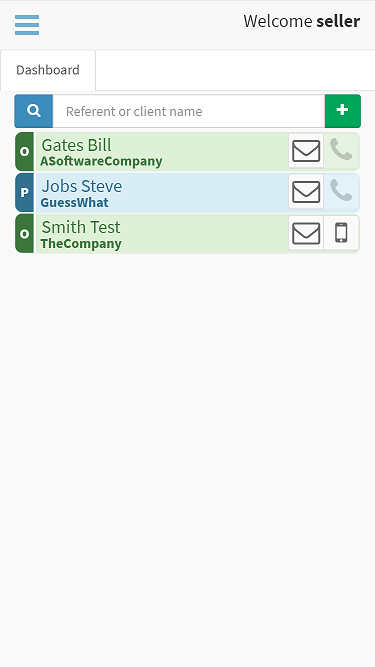 Welcome seller
Dashboard
Referent or client name
O
Gates Bill
ASoftwareCompany
P
Jobs Steve
GuessWhat
O
Smith Test
TheCompany